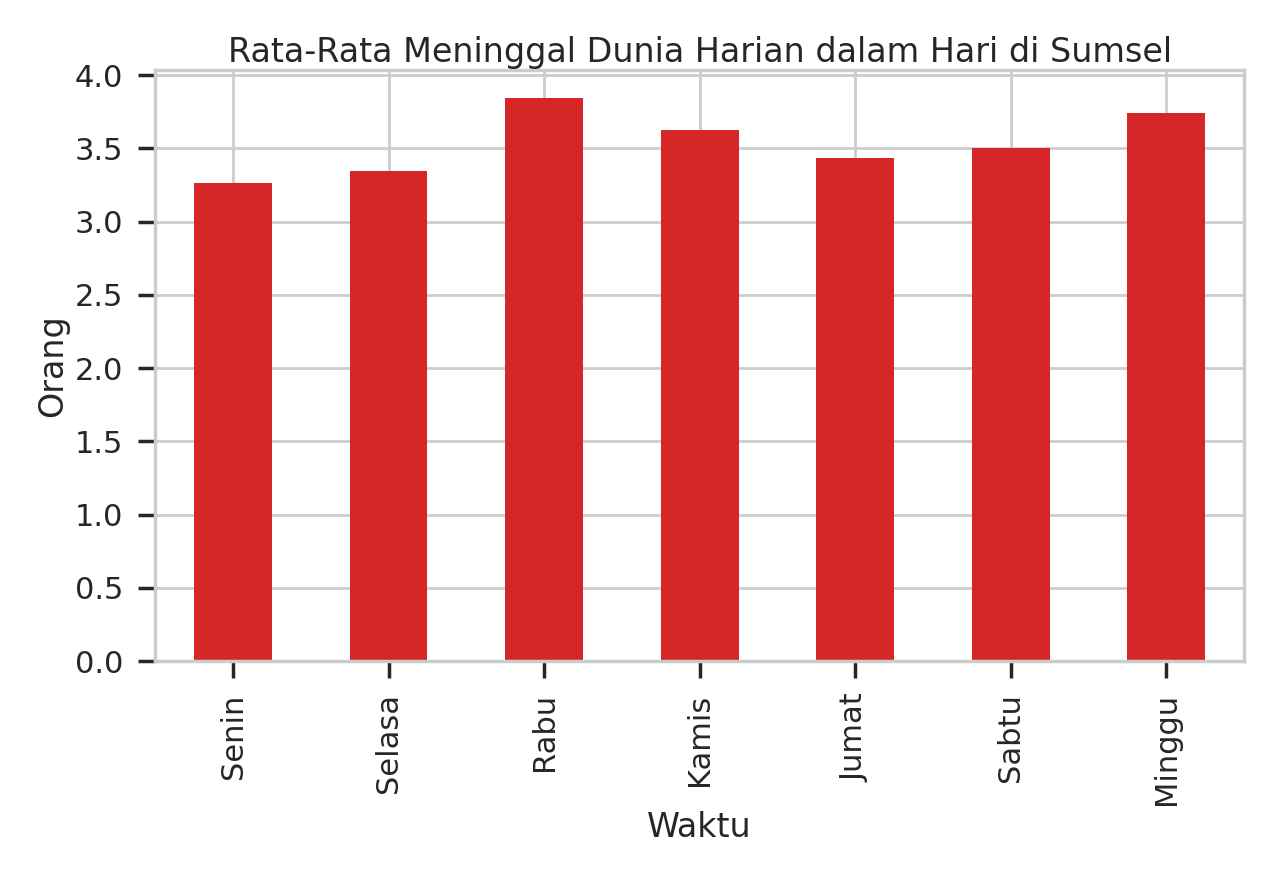 Rata-Rata Meninggal Dunia Harian dalam Hari di Sumsel
4.0
3.5
3.0
2.5
2.0
1.5
1.0
0.5
0.0
Orang
Senin
Selasa
Rabu
Kamis
Jumat
Sabtu
Minggu
Waktu